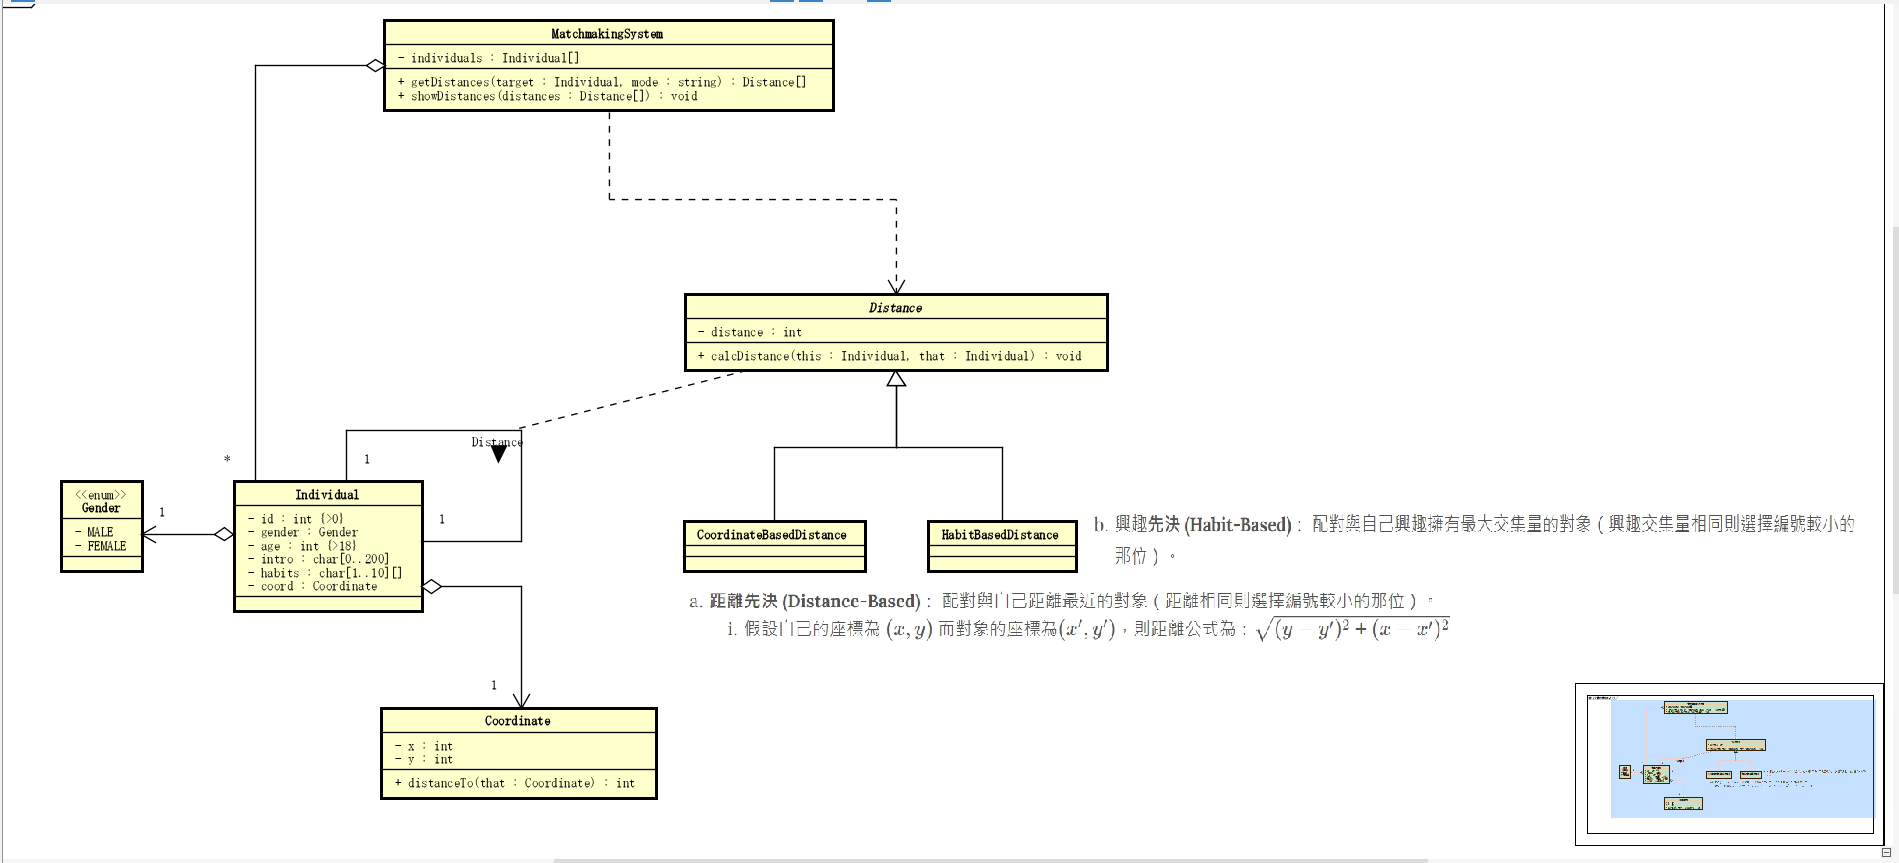 MatchmakingSystem
- individuals : Individual[]
+ getDistances(target : Individual, mode : string) : Distance[]
+ showDistances(distances : Distance[]) : void
Distance
- distance : int
+ calcDistance(this : Individual, that : Individual) : void
Distance
*
1
<<enum>>
Gender
- MALE
- FEMALE
1
Individual
- id : int {>0}
- gender : Gender
- age : int {>18}
- intro : char[0..200]
- habits : char[1..10][]
- coord : Coordinate
1
CoordinateBasedDistance
HabitBasedDistance
b. 興趣先決 (Habit-Based)： 配對與自己興趣擁有最大交集量的對象（興趣交集量相同則選擇編號較小的
那位）。
a. 距離先決 (Distance-Based)： 配對與自己距離最近的對象（距離相同則選擇編號較小的那位）。
i. 假設自己的座標為 (x, y) 而對象的座標為(x′, y′)，則距離公式為：√(y − y′)² + (x − x′)²
1
Coordinate
- x : int
- y : int
+ distanceTo(that : Coordinate) : int